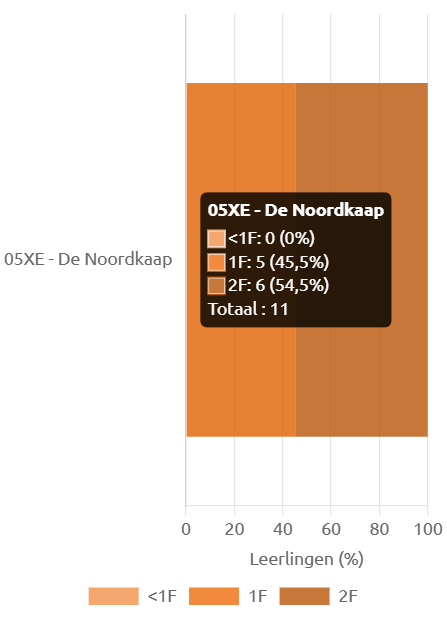 05XE - De Noordkaap
<1F: 0 (0%)
1F: 5 (45,5%)
2F: 6 (54,5%)
Totaal : 11
05XE - De Noordkaap
0 20 40 60 80 100
Leerlingen (%)
<1F 1F 2F